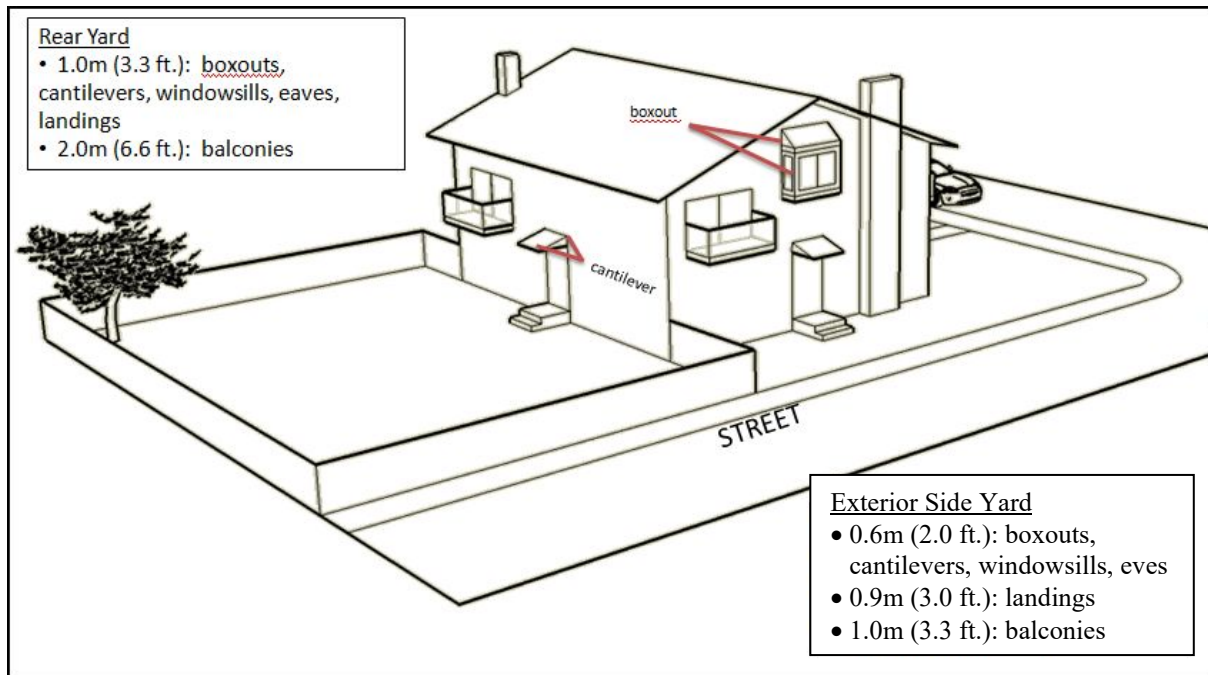 Rear Yard
• 1.0m (3.3 ft.): boxouts,
cantilevers, windowsills, eaves,
landings
• 2.0m (6.6 ft.): balconies
boxout
cantilever
STREET
Exterior Side Yard
• 0.6m (2.0 ft.): boxouts,
cantilevers, windowsills, eves
• 0.9m (3.0 ft.): landings
• 1.0m (3.3 ft.): balconies